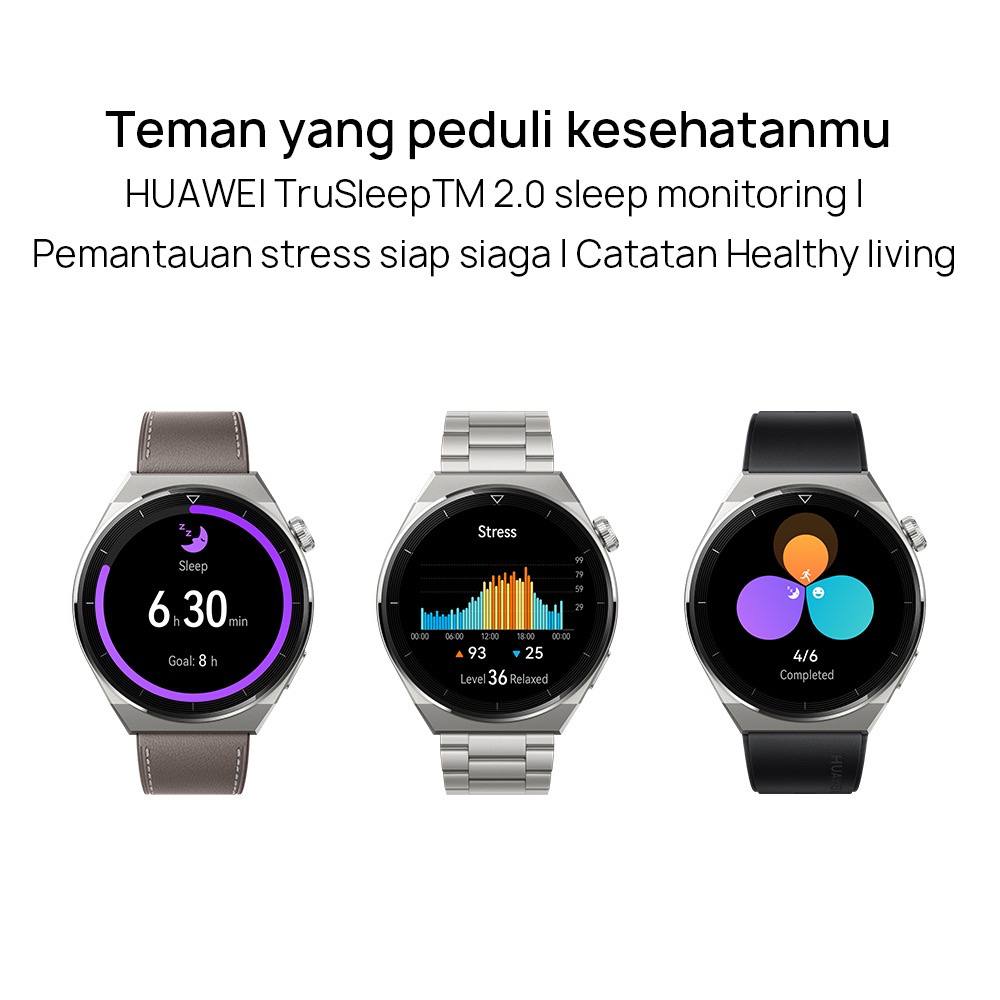 Teman yang peduli kesehatanmu
HUAWEI TruSleepTM 2.0 sleep monitoring |
Pemantauan stress siap siaga | Catatan Healthy living
Sleep
6 h 30 min
Goal: 8 h
Stress
99
79
59
29
00:00 06:00 12:00 18:00 00:00
93 25
Level 36 Relaxed
4/6
Completed